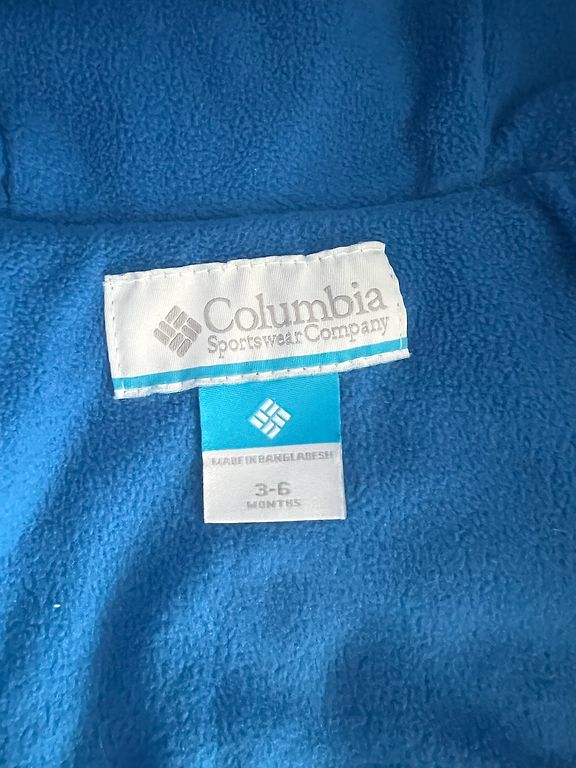 Columbia
Sportswear Company
MADE IN BANGLADESH
3-6
MONTHS